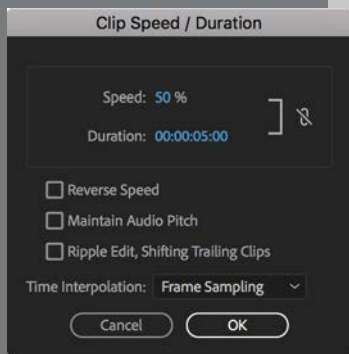 Clip Speed / Duration
Speed: 50 %
Duration: 00:00:05:00
Reverse Speed
Maintain Audio Pitch
Ripple Edit, Shifting Trailing Clips
Time Interpolation: Frame Sampling
Cancel OK